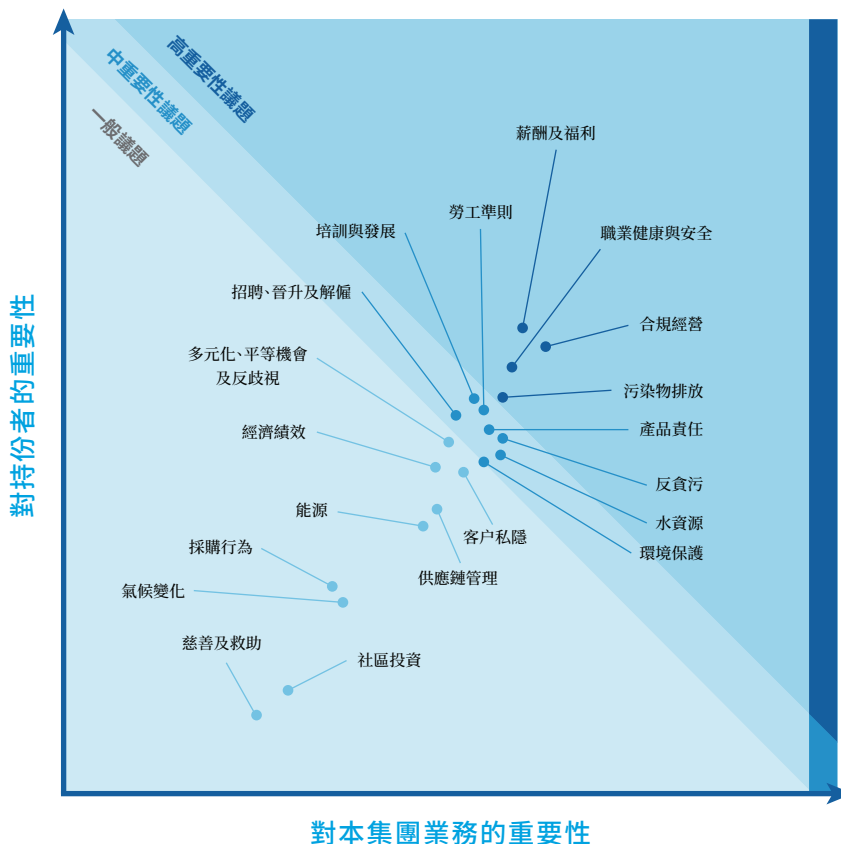 高重要性議題
中重要性議題
一般議題
薪酬及福利
勞工準則
培訓與發展
職業健康與安全
招聘、晉升及解僱
合規經營
多元化、平等機會
及反歧視
污染物排放
經濟績效
產品責任
反貪污
能源
水資源
客户私隱
採購行為
環境保護
供應鏈管理
氣候變化
慈善及救助
社區投資
對持份者的重要性
對本集團業務的重要性